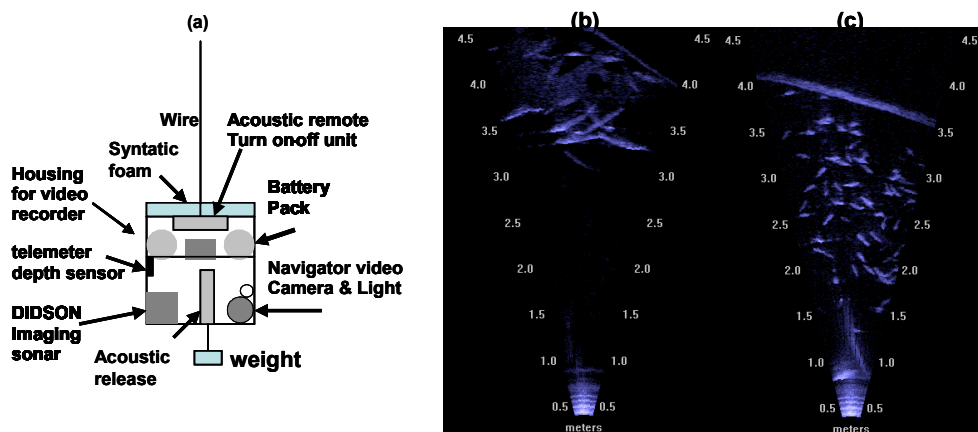 (a)
Wire
Acoustic remote
Turn on-off unit
Syntatic
foam
Housing
for video
recorder
Battery
Pack
telemeter
depth sensor
Navigator video
Camera & Light
DIDSON
Imaging
sonar
Acoustic
release
weight
(b)
4.5
4.5
4.0
4.0
3.5
3.5
3.0
3.0
2.5
2.5
2.0
2.0
1.5
1.5
1.0
1.0
0.5
0.5
meters
(c)
4.5
4.5
4.0
4.0
3.5
3.5
3.0
3.0
2.5
2.5
2.0
2.0
1.5
1.5
1.0
1.0
0.5
0.5
meters